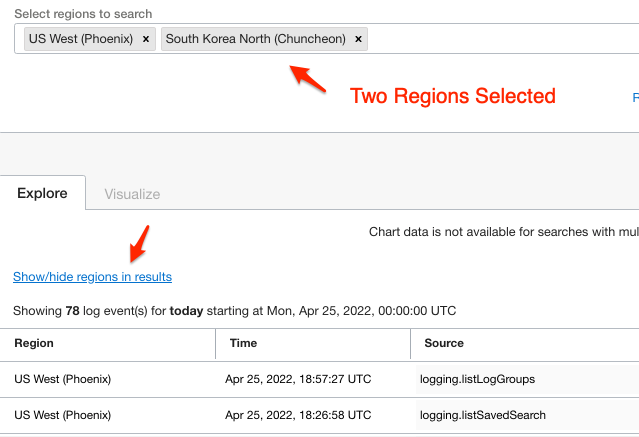 Select regions to search
US West (Phoenix) × South Korea North (Chuncheon) ×
Two Regions Selected
R
Explore Visualize
Chart data is not available for searches with mul
Show/hide regions in results
Showing 78 log event(s) for today starting at Mon, Apr 25, 2022, 00:00:00 UTC
Region Time Source
US West (Phoenix) Apr 25, 2022, 18:57:27 UTC logging.listLogGroups
US West (Phoenix) Apr 25, 2022, 18:26:58 UTC logging.listSavedSearch